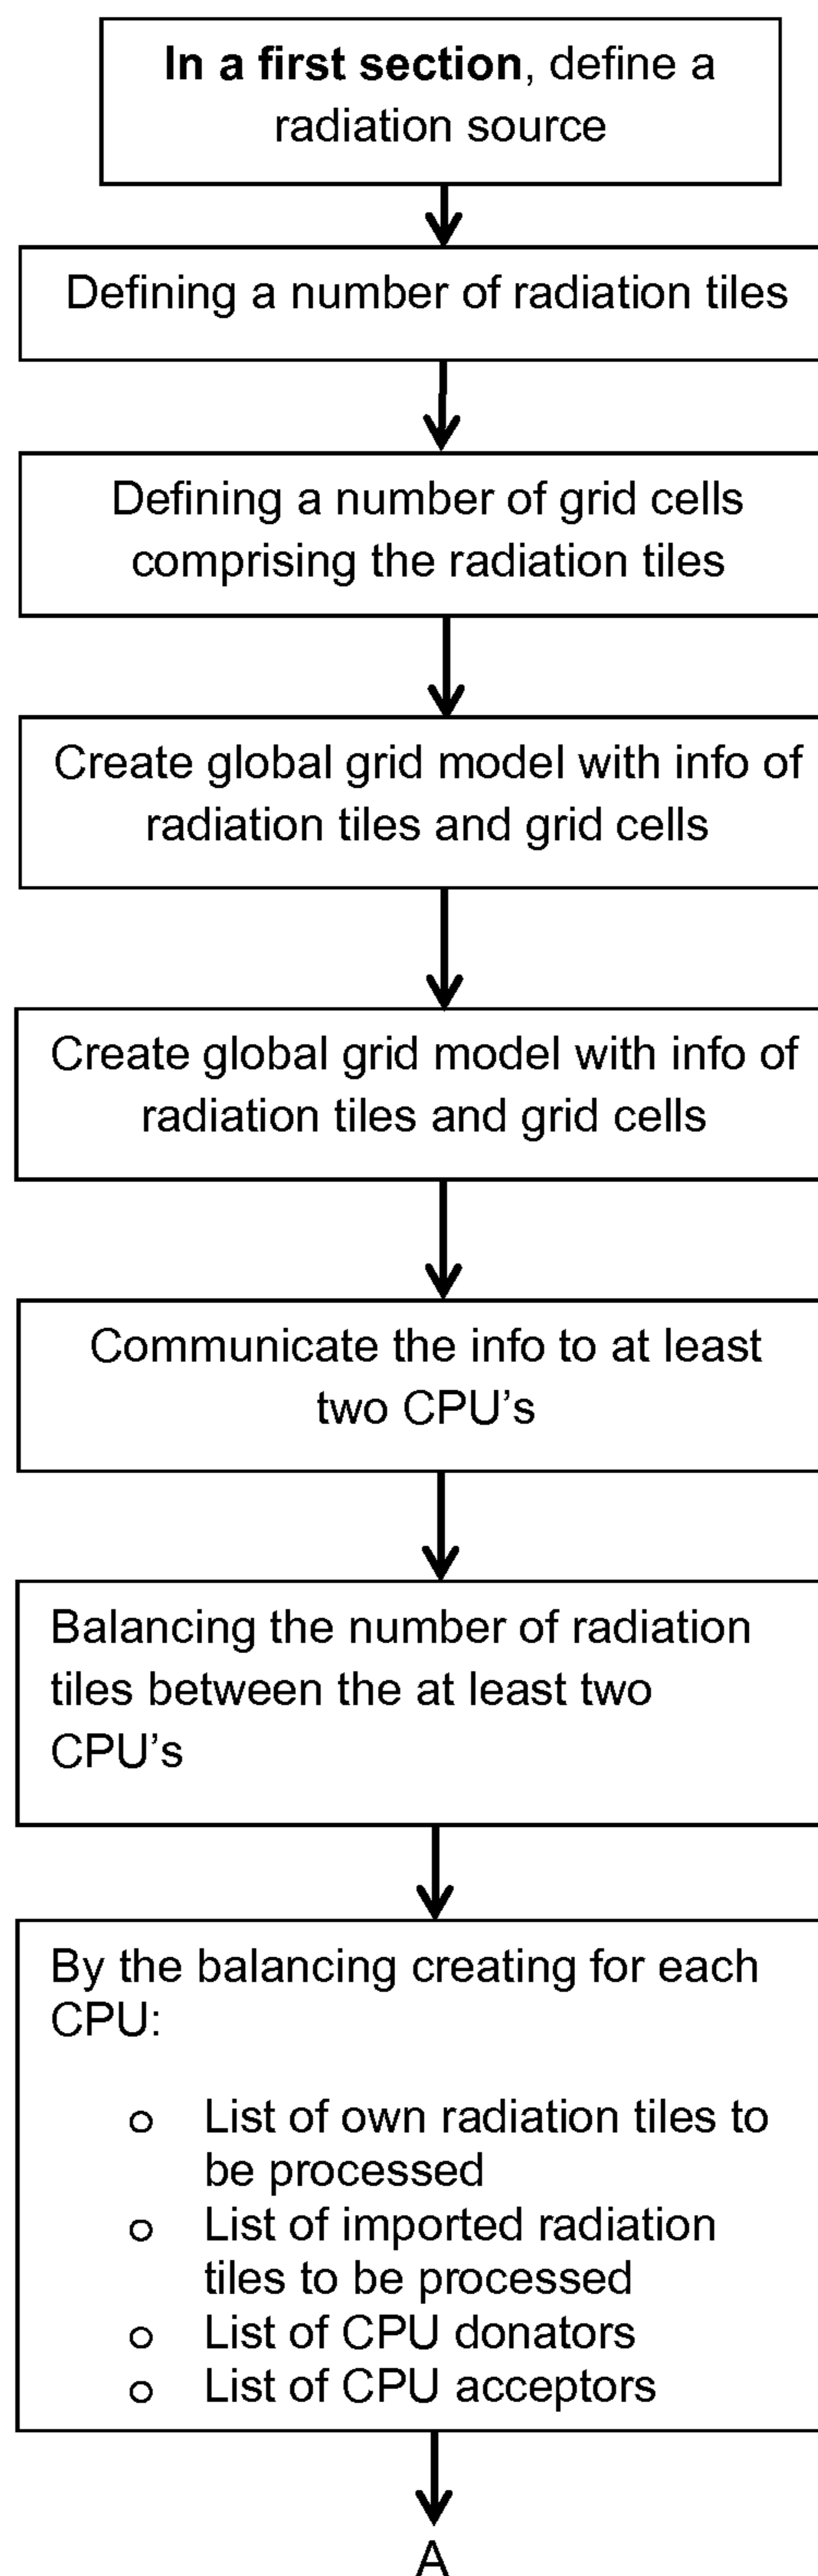 In a first section, define a
radiation source
Defining a number of radiation tiles
Defining a number of grid cells
comprising the radiation tiles
Create global grid model with info of
radiation tiles and grid cells
Create global grid model with info of
radiation tiles and grid cells
Communicate the info to at least
two CPU’s
Balancing the number of radiation
tiles between the at least two
CPU’s
By the balancing creating for each
CPU:
o List of own radiation tiles to
be processed
o List of imported radiation
tiles to be processed
o List of CPU donators
o List of CPU acceptors
A